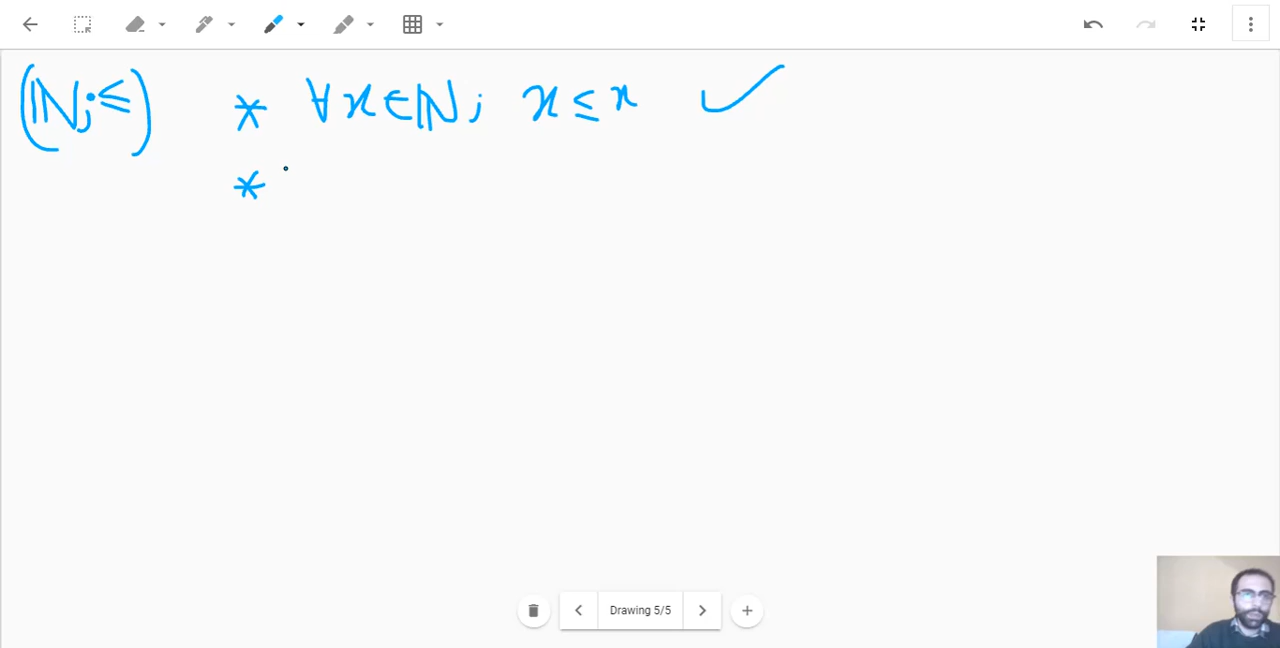 (ℕ; ≤) * ∀x∈ℕ; x ≤ x ✓
*
Drawing 5/5